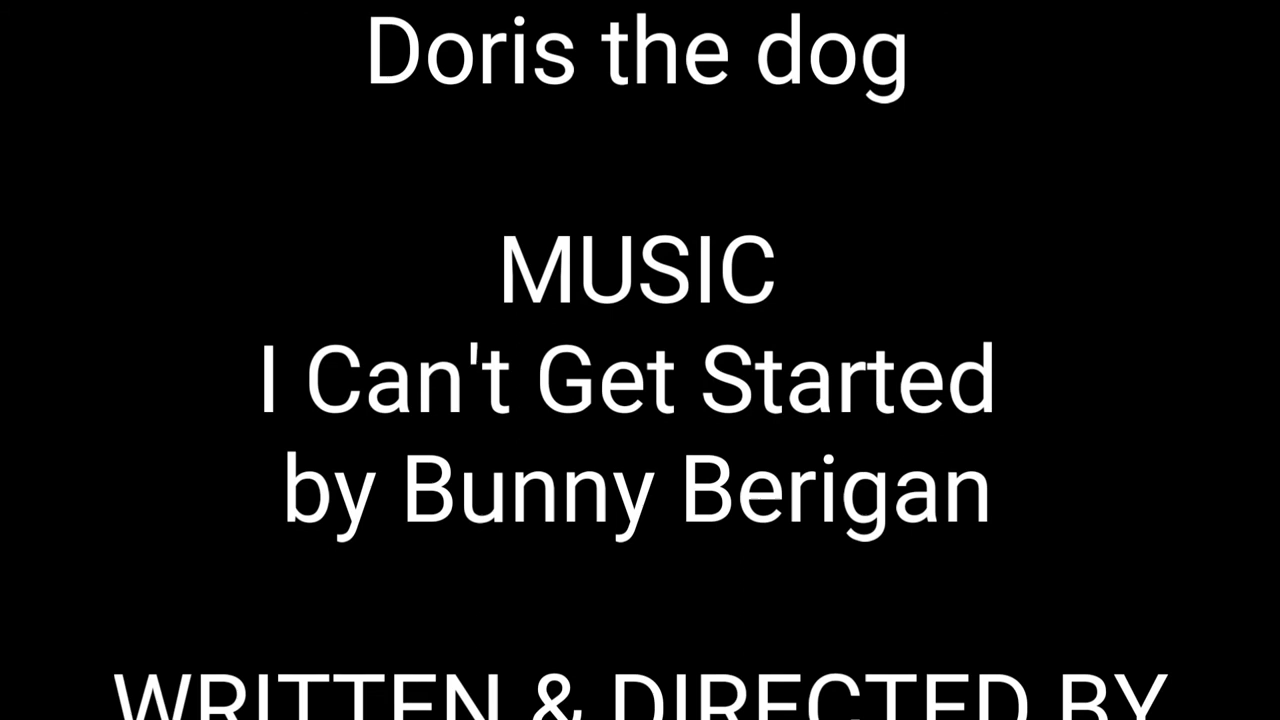 Doris the dog
MUSIC
I Can't Get Started
by Bunny Berigan
WRITTEN & DIRECTED BY